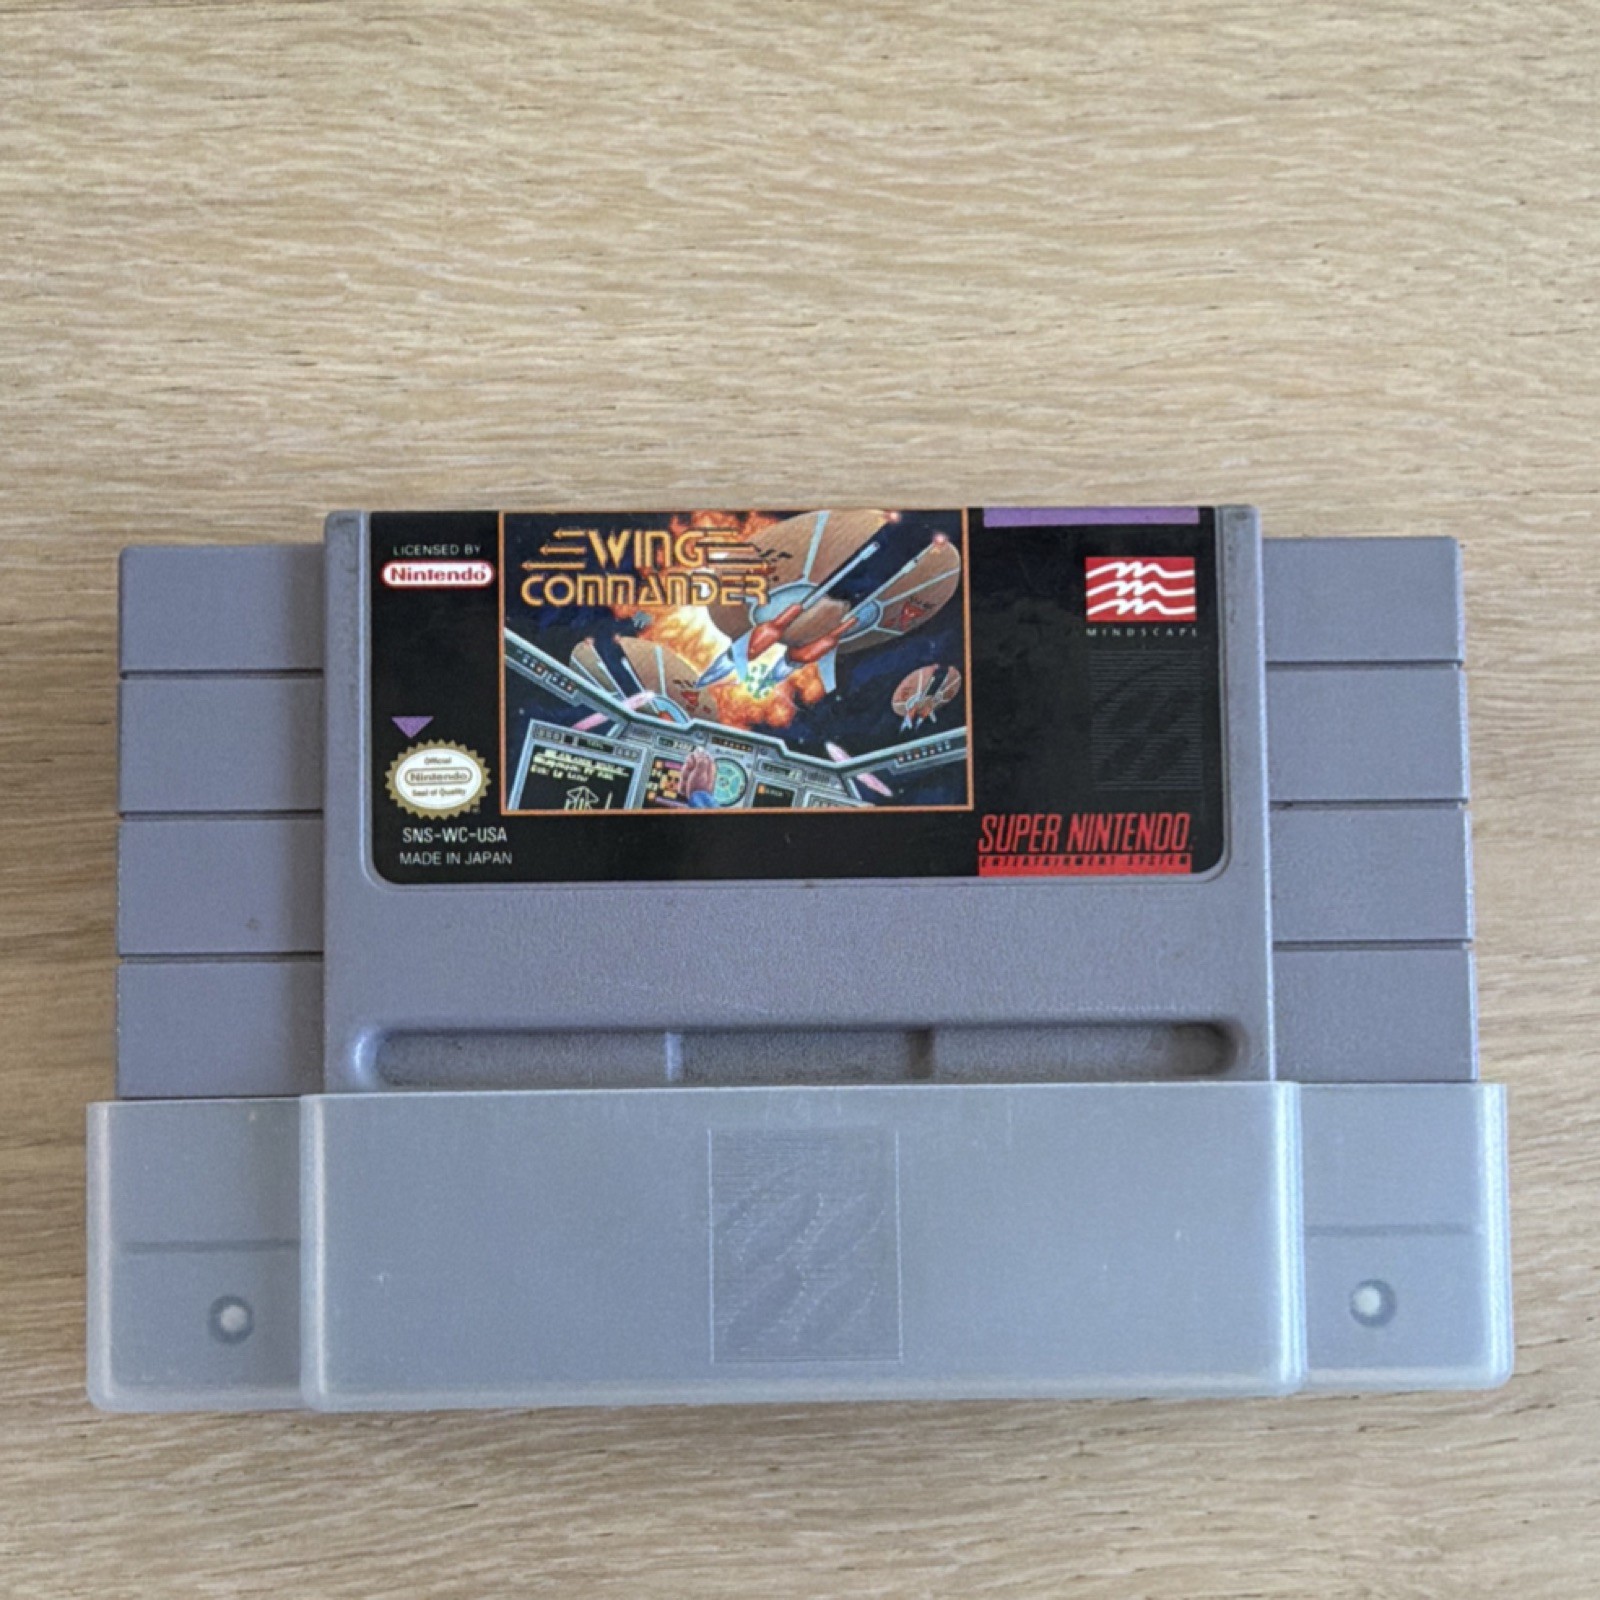 LICENSED BY
Nintendo
WING
COMMANDER
MINDSCAPE
Official
Nintendo
Seal of Quality
SNS-WC-USA
MADE IN JAPAN
SUPER NINTENDO
ENTERTAINMENT SYSTEM